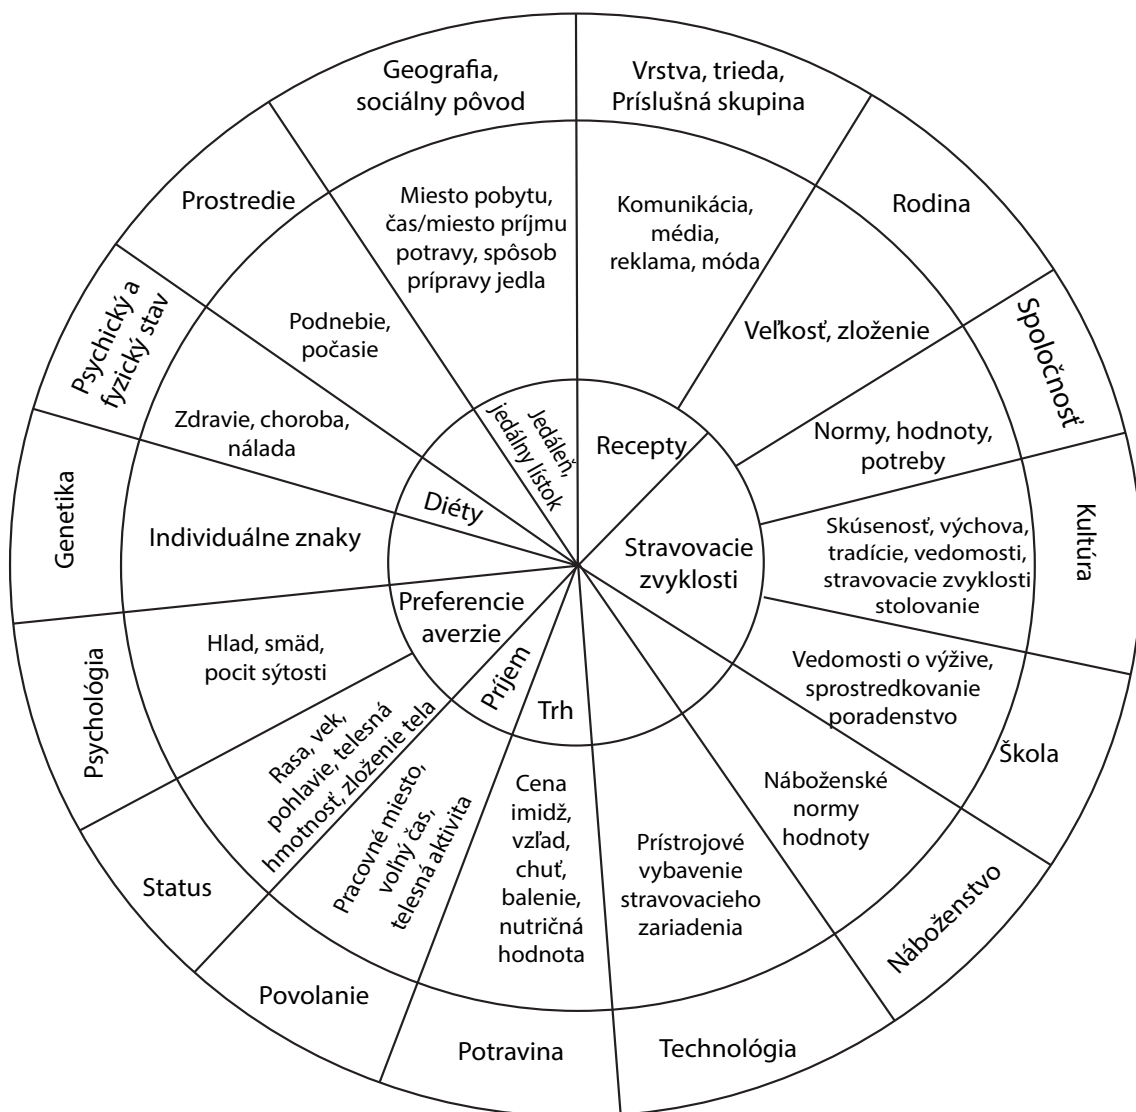 Geografia,
sociálny pôvod
Vrstva, trieda,
Príslušná skupina
Rodina
Spoločnosť
Kultúra
Škola
Náboženstvo
Technológia
Potravina
Povolanie
Status
Psychológia
Genetika
Psychický a
fyzický stav
Prostredie
Miesto pobytu,
čas/miesto príjmu
potravy, spôsob
prípravy jedla
Komunikácia,
média,
reklama, móda
Veľkosť, zloženie
Normy, hodnoty,
potreby
Skúsenosť, výchova,
tradície, vedomosti,
stravovacie zvyklosti
stolovanie
Vedomosti o výžive,
sprostredkovanie
poradenstvo
Náboženské
normy
hodnoty
Prístrojové
vybavenie
stravovacieho
zariadenia
Cena
imidž,
vzľad,
chuť,
balenie,
nutričná
hodnota
Pracovné miesto,
voľný čas,
telesná aktivita
Rasa, vek,
pohlavie, telesná
hmotnosť, zloženie tela
Hlad, smäd,
pocit sýtosti
Individuálne znaky
Zdravie, choroba,
nálada
Podnebie,
počasie
Jedáleň,
jedálny lístok
Recepty
Stravovacie
zvyklosti
Trh
Príjem
Preferencie
averzie
Diéty